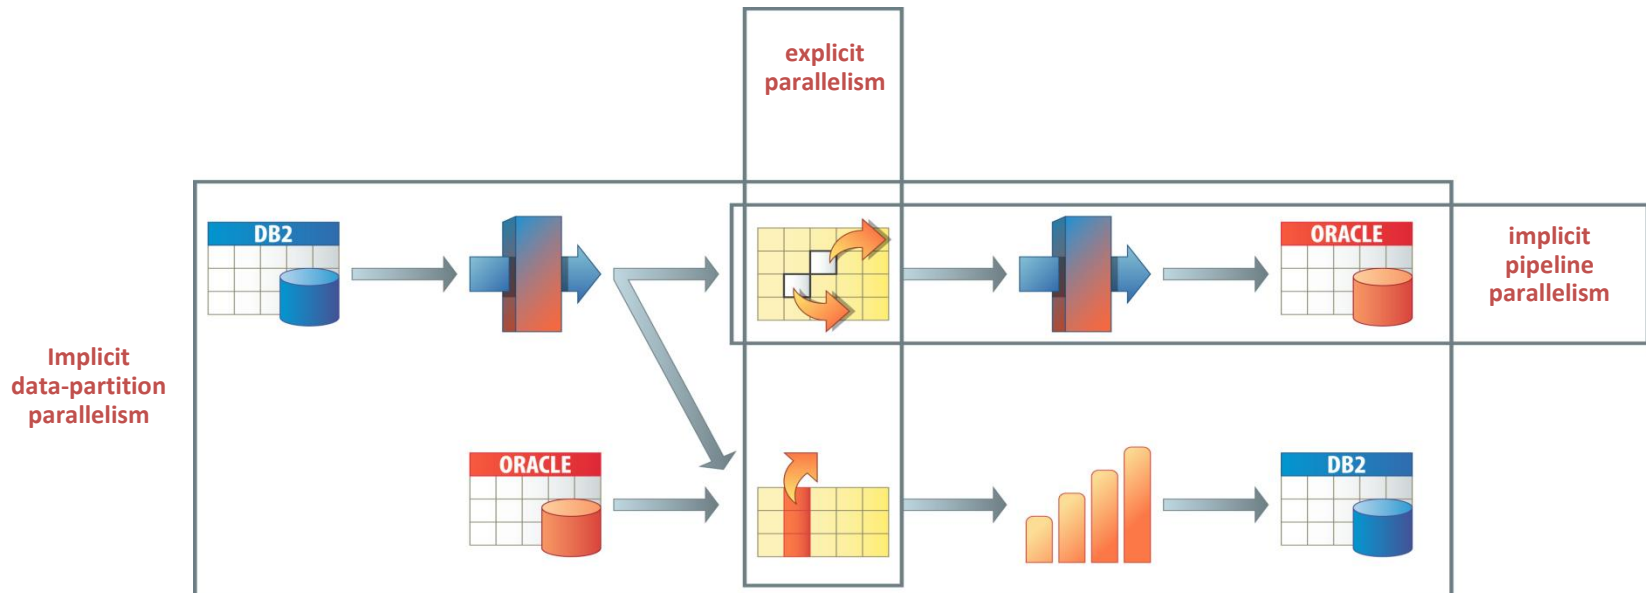 explicit
parallelism
DB2
ORACLE
implicit
pipeline
parallelism
Implicit
data-partition
parallelism
ORACLE
DB2